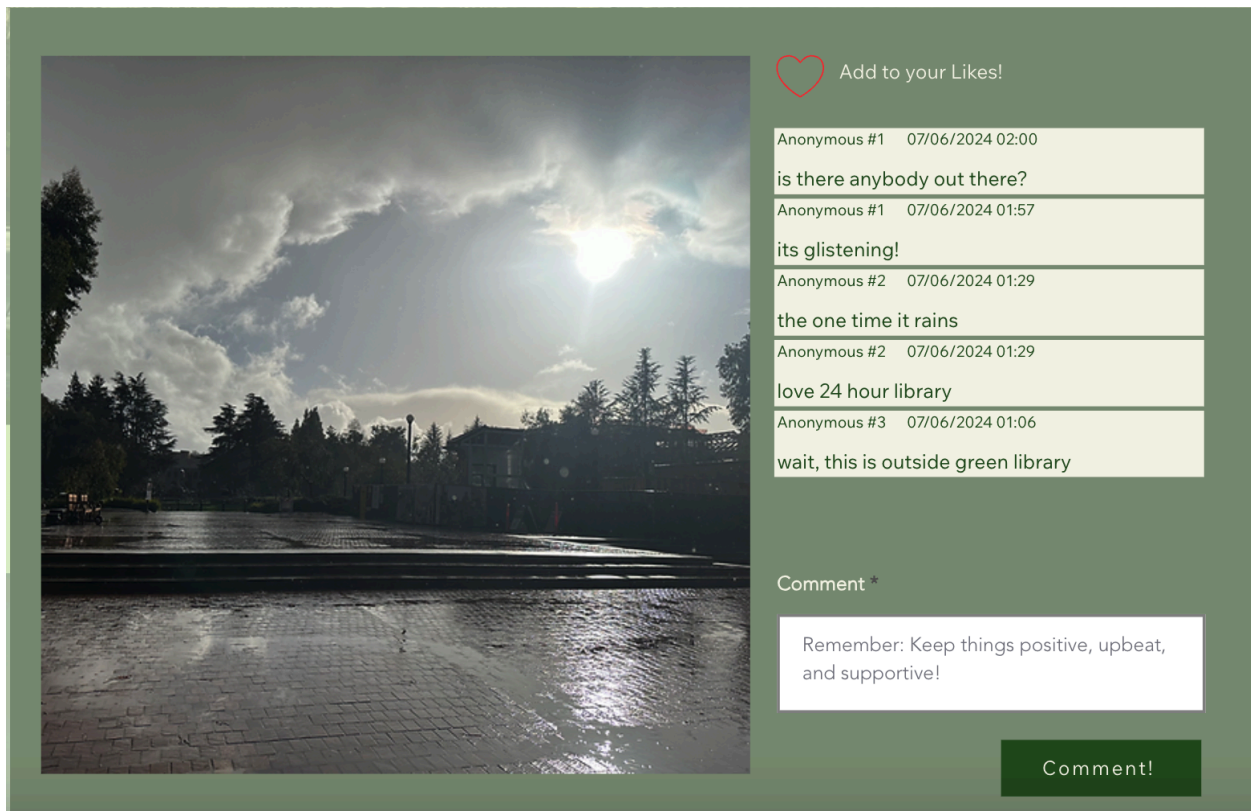 Add to your Likes!
Anonymous #1 07/06/2024 02:00
is there anybody out there?
Anonymous #1 07/06/2024 01:57
its glistening!
Anonymous #2 07/06/2024 01:29
the one time it rains
Anonymous #2 07/06/2024 01:29
love 24 hour library
Anonymous #3 07/06/2024 01:06
wait, this is outside green library
Comment *
Remember: Keep things positive, upbeat,
and supportive!
Comment!